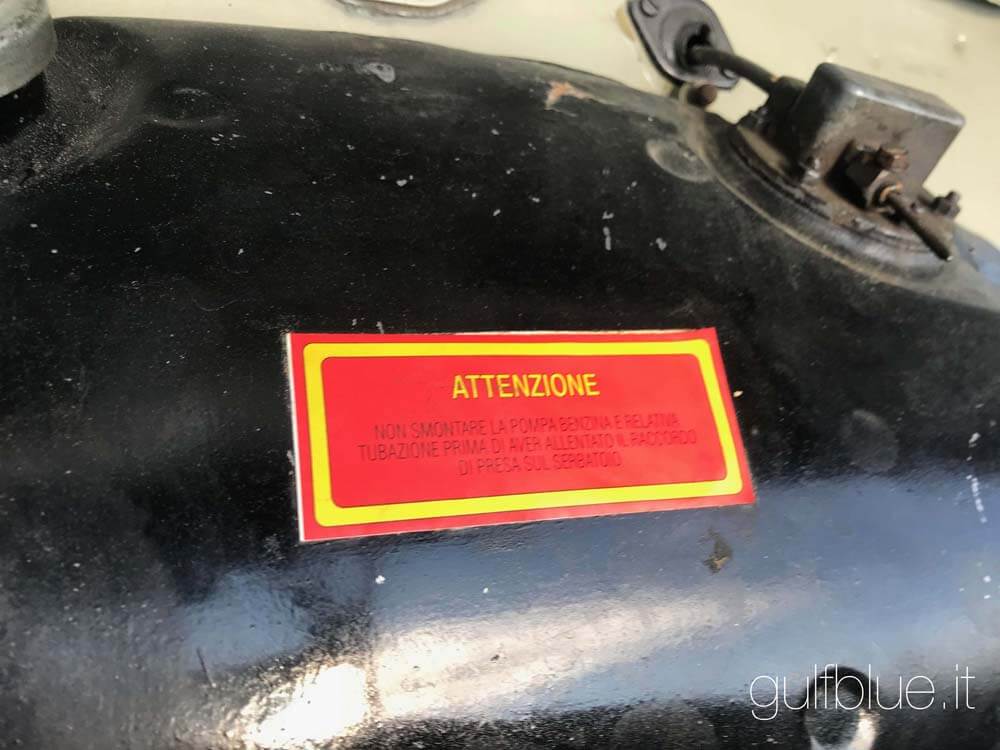 ATTENZIONE
NON SMONTARE LA POMPA BENZINA E RELATIVA
TUBAZIONE PRIMA DI AVER ALLENTATO IL RACCORDO
DI PRESA SUL SERBATOIO
gulfblue.it